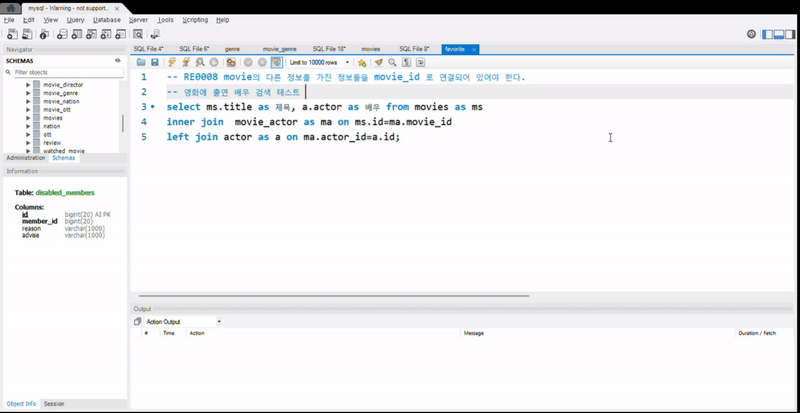 mysql - Warning - not support...
File Edit View Query Database Server Tools Scripting Help
Navigator
SCHEMAS
Filter objects
movie_director
movie_genre
movie_nation
movie_ott
movies
nation
ott
review
watched_movie
Administration Schemas
Information
Table: disabled_members
Columns:
id bigint(20) AI PK
member_id bigint(20)
reason varchar(1000)
advise varchar(1000)
Object Info Session
SQL File 4* SQL File 6* genre movie_genre SQL File 18* movies SQL File 8* favorite
Limit to 10000 rows
1 -- RE0008 movie의 다른 정보를 가진 정보들을 movie_id 로 연결되어 있어야 한다.
2 -- 영화에 출연 배우 검색 테스트
3 select ms.title as 제목, a.actor as 배우 from movies as ms
4 inner join movie_actor as ma on ms.id=ma.movie_id
5 left join actor as a on ma.actor_id=a.id;
Output
Action Output
# Time Action Message Duration / Fetch